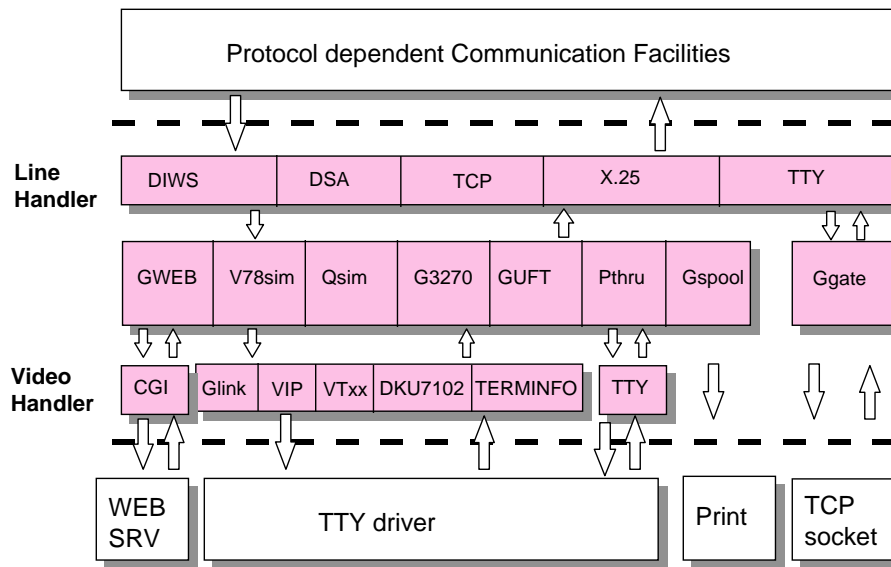 Protocol dependent Communication Facilities
Line
Handler
DIWS
DSA
TCP
X.25
TTY
GWEB
V78sim
Qsim
G3270
GUFT
Pthru
Gspool
Ggate
Video
Handler
CGI
Glink
VIP
VTxx
DKU7102
TERMINFO
TTY
WEB
SRV
TTY driver
Print
TCP
socket